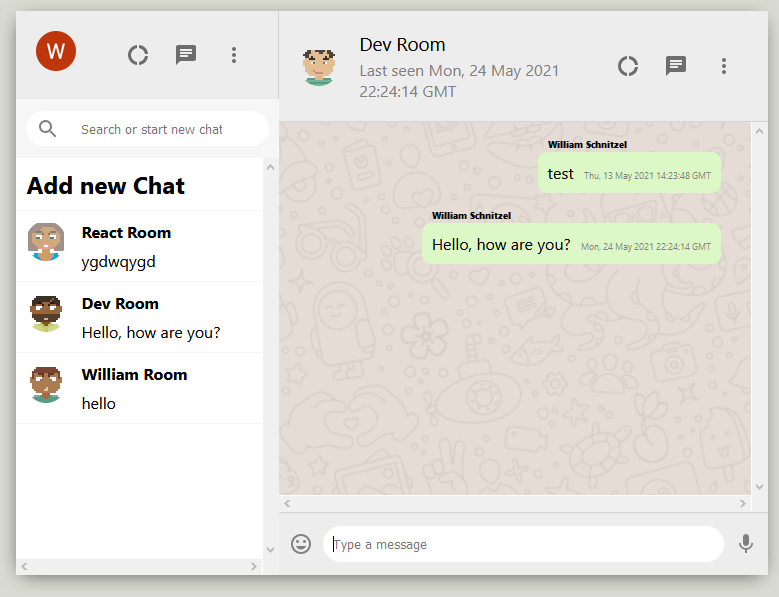 W
Search or start new chat
Add new Chat
React Room
ygdwqygd
Dev Room
Hello, how are you?
William Room
hello
Dev Room
Last seen Mon, 24 May 2021
22:24:14 GMT
William Schnitzel
test Thu, 13 May 2021 14:23:48 GMT
William Schnitzel
Hello, how are you? Mon, 24 May 2021 22:24:14 GMT
Type a message